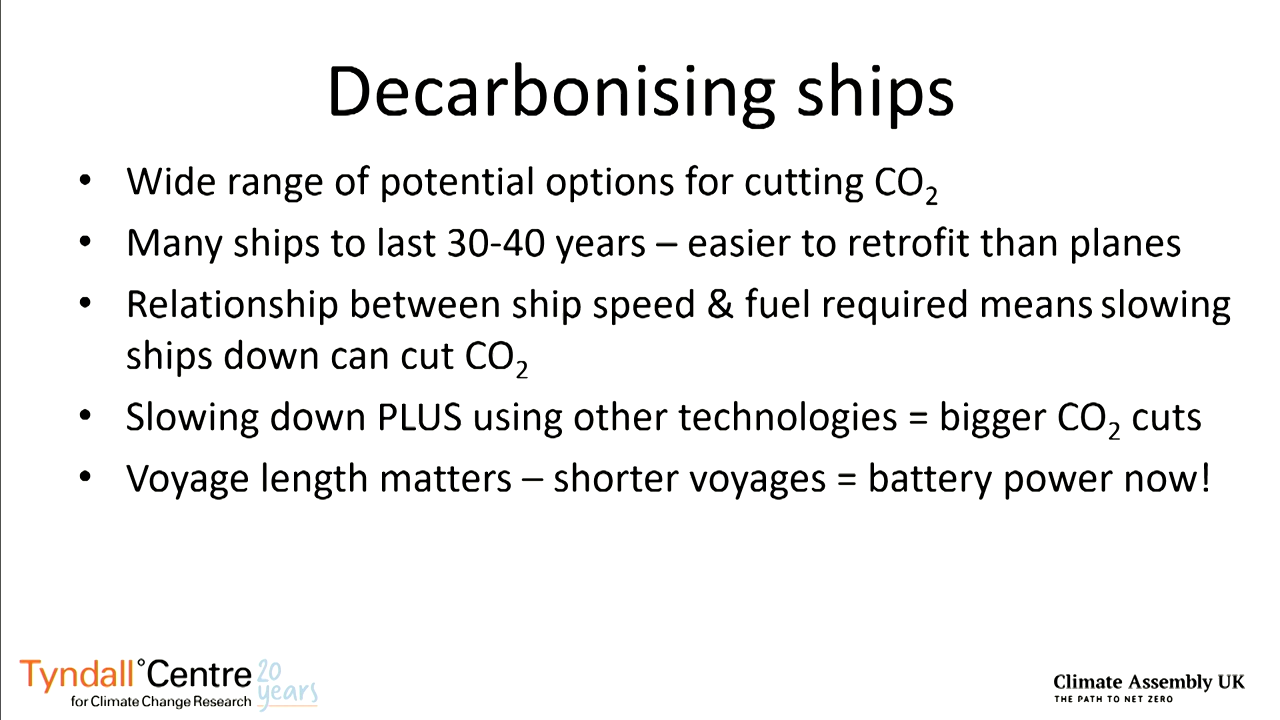 Decarbonising ships
• Wide range of potential options for cutting CO₂
• Many ships to last 30-40 years – easier to retrofit than planes
• Relationship between ship speed & fuel required means slowing
ships down can cut CO₂
• Slowing down PLUS using other technologies = bigger CO₂ cuts
• Voyage length matters – shorter voyages = battery power now!
Tyndall°Centre 20 years
for Climate Change Research
Climate Assembly UK
THE PATH TO NET ZERO